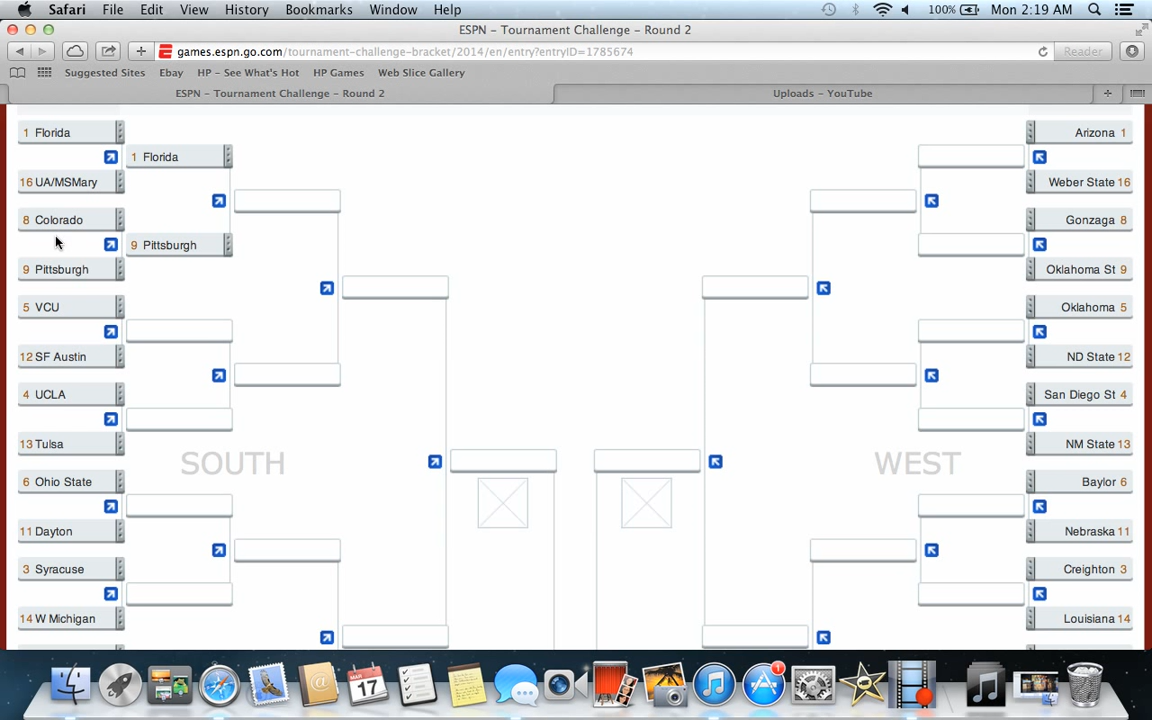 Safari File Edit View History Bookmarks Window Help 100% Mon 2:19 AM
ESPN - Tournament Challenge - Round 2
games.espn.go.com/tournament-challenge-bracket/2014/en/entry?entryID=1785674 Reader
Suggested Sites Ebay HP - See What's Hot HP Games Web Slice Gallery
ESPN - Tournament Challenge - Round 2 Uploads - YouTube
1 Florida
1 Florida
16 UA/MSMary
8 Colorado
9 Pittsburgh
9 Pittsburgh
5 VCU
12 SF Austin
4 UCLA
13 Tulsa
SOUTH
6 Ohio State
11 Dayton
3 Syracuse
14 W Michigan
Arizona 1
Weber State 16
Gonzaga 8
Oklahoma St 9
Oklahoma 5
ND State 12
San Diego St 4
NM State 13
WEST
Baylor 6
Nebraska 11
Creighton 3
Louisiana 14
JUL
17
1